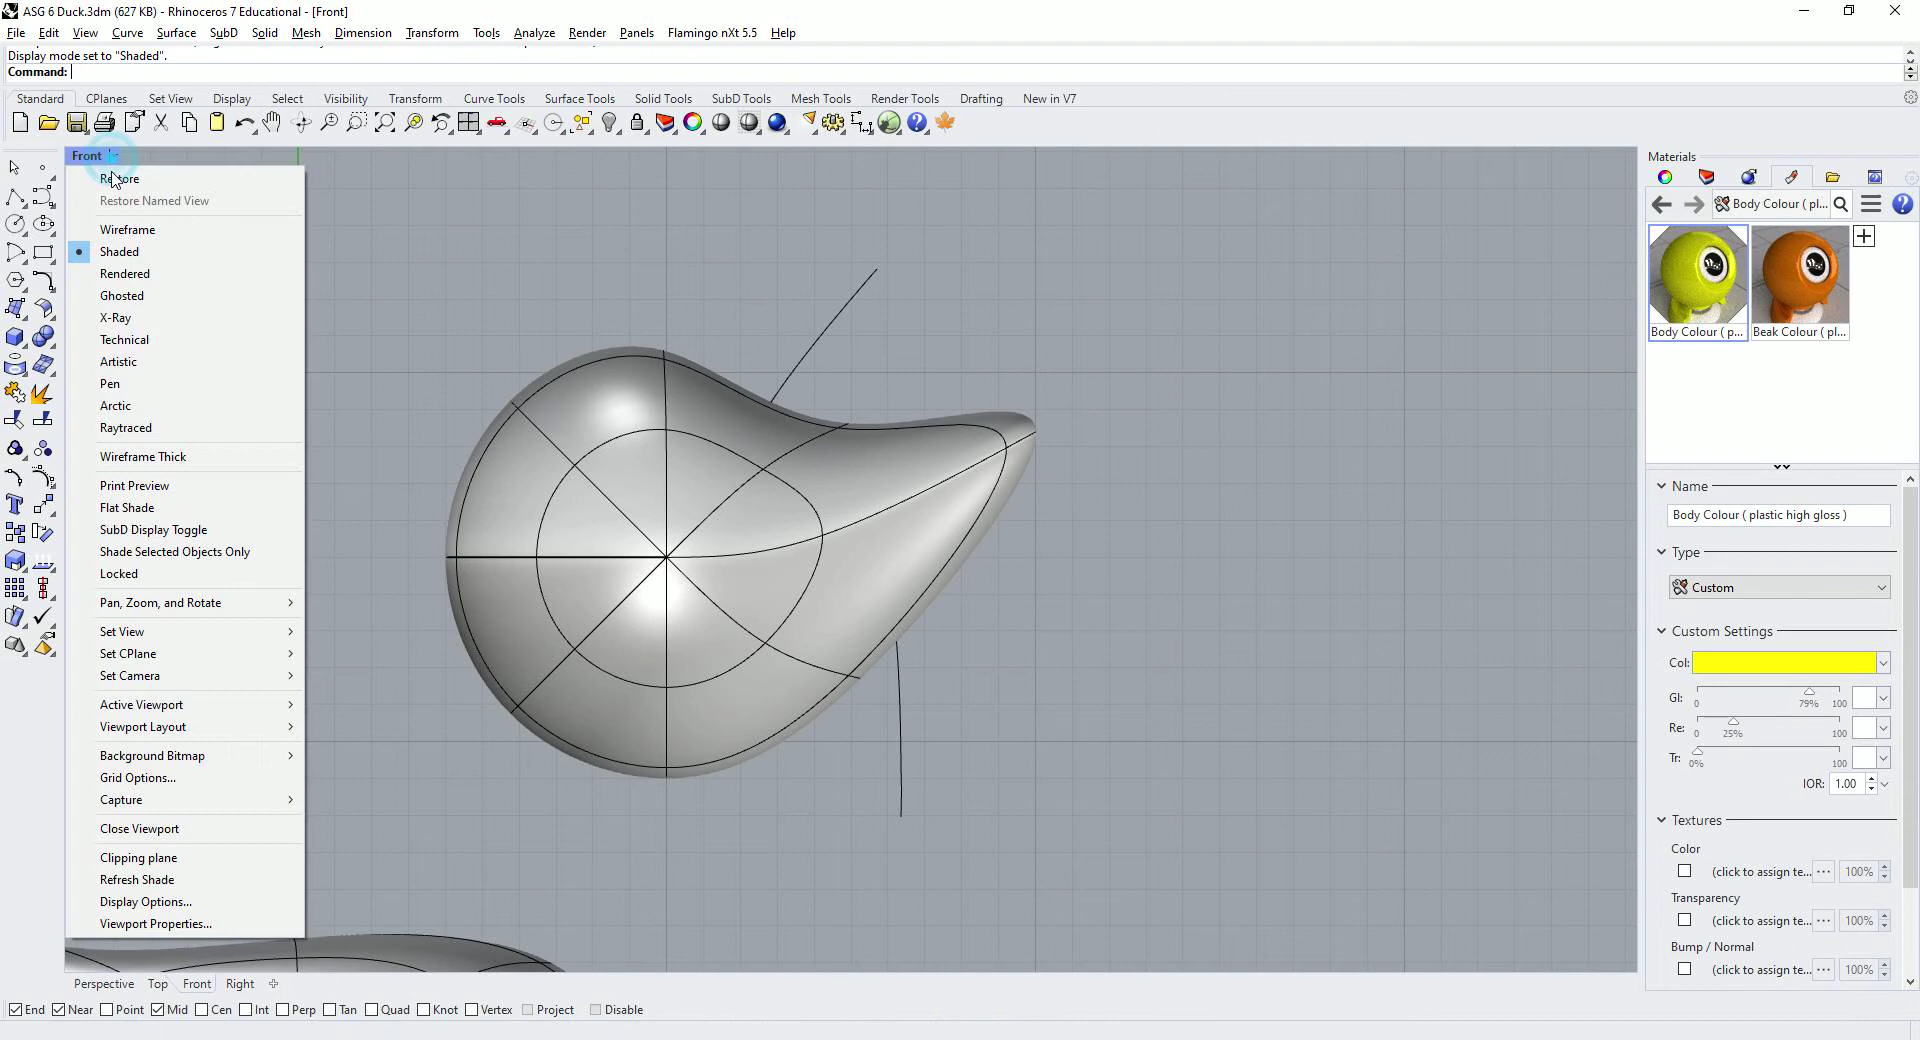 ASG 6 Duck.3dm (627 KB) - Rhinoceros 7 Educational - [Front]
File Edit View Curve Surface SubD Solid Mesh Dimension Transform Tools Analyze Render Panels Flamingo nXt 5.5 Help
Display mode set to "Shaded".
Command:
Standard CPlanes Set View Display Select Visibility Transform Curve Tools Surface Tools Solid Tools SubD Tools Mesh Tools Render Tools Drafting New in V7
Front
Restore
Restore Named View
Wireframe
Shaded
Rendered
Ghosted
X-Ray
Technical
Artistic
Pen
Arctic
Raytraced
Wireframe Thick
Print Preview
Flat Shade
SubD Display Toggle
Shade Selected Objects Only
Locked
Pan, Zoom, and Rotate
Set View
Set CPlane
Set Camera
Active Viewport
Viewport Layout
Background Bitmap
Grid Options...
Capture
Close Viewport
Clipping plane
Refresh Shade
Display Options...
Viewport Properties...
Materials
Body Colour ( pl...
Body Colour ( p... Beak Colour ( pl...
Name
Body Colour ( plastic high gloss )
Type
Custom
Custom Settings
Col:
Gl: 0 79% 100
Re: 0 25% 100
Tr: 0% 100
IOR: 1.00
Textures
Color
(click to assign te... 100%
Transparency
(click to assign te... 100%
Bump / Normal
(click to assign te... 100%
Perspective Top Front Right
End Near Point Mid Cen Int Perp Tan Quad Knot Vertex Project Disable